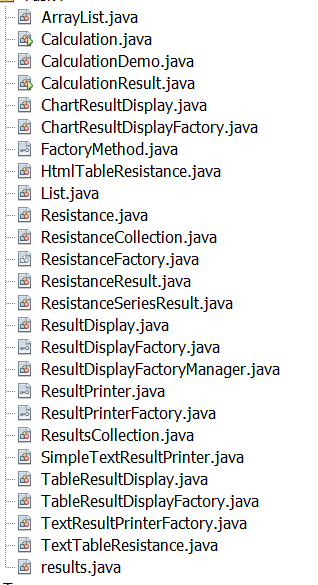 ArrayList.java
Calculation.java
CalculationDemo.java
CalculationResult.java
ChartResultDisplay.java
ChartResultDisplayFactory.java
FactoryMethod.java
HtmlTableResistance.java
List.java
Resistance.java
ResistanceCollection.java
ResistanceFactory.java
ResistanceResult.java
ResistanceSeriesResult.java
ResultDisplay.java
ResultDisplayFactory.java
ResultDisplayFactoryManager.java
ResultPrinter.java
ResultPrinterFactory.java
ResultsCollection.java
SimpleTextResultPrinter.java
TableResultDisplay.java
TableResultDisplayFactory.java
TextResultPrinterFactory.java
TextTableResistance.java
results.java